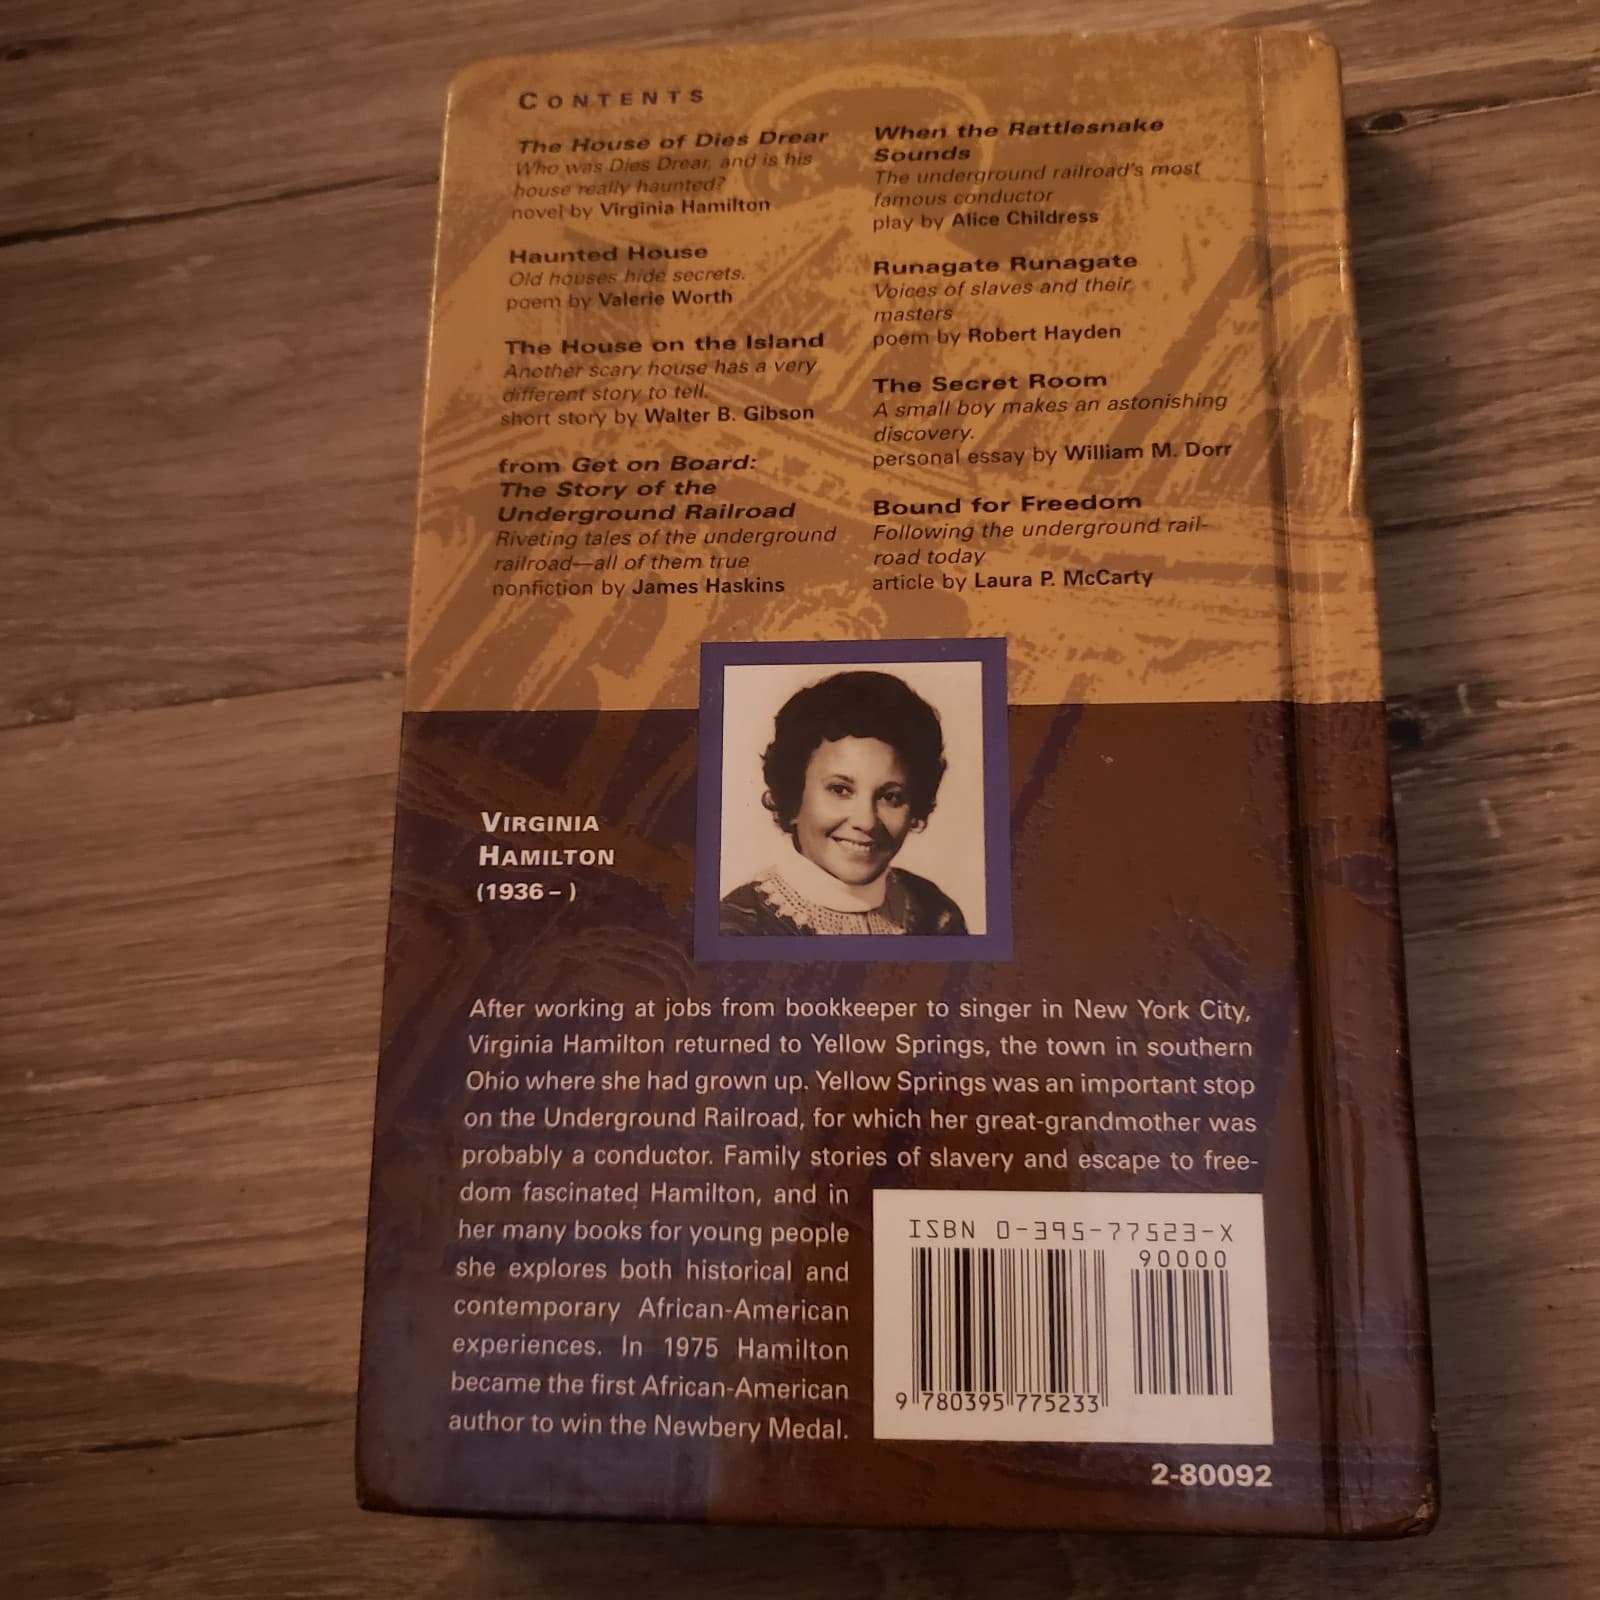 CONTENTS
The House of Dies Drear
Who was Dies Drear, and is his
house really haunted?
novel by Virginia Hamilton
Haunted House
Old houses hide secrets.
poem by Valerie Worth
The House on the Island
Another scary house has a very
different story to tell.
short story by Walter B. Gibson
from Get on Board:
The Story of the
Underground Railroad
Riveting tales of the underground
railroad—all of them true
nonfiction by James Haskins
When the Rattlesnake
Sounds
The underground railroad's most
famous conductor
play by Alice Childress
Runagate Runagate
Voices of slaves and their
masters
poem by Robert Hayden
The Secret Room
A small boy makes an astonishing
discovery.
personal essay by William M. Dorr
Bound for Freedom
Following the underground rail-
road today
article by Laura P. McCarty
VIRGINIA
HAMILTON
(1936 – )
After working at jobs from bookkeeper to singer in New York City,
Virginia Hamilton returned to Yellow Springs, the town in southern
Ohio where she had grown up. Yellow Springs was an important stop
on the Underground Railroad, for which her great-grandmother was
probably a conductor. Family stories of slavery and escape to free-
dom fascinated Hamilton, and in
her many books for young people
she explores both historical and
contemporary African-American
experiences. In 1975 Hamilton
became the first African-American
author to win the Newbery Medal.
ISBN 0-395-77523-X
90000
9 780395 775233
2-80092